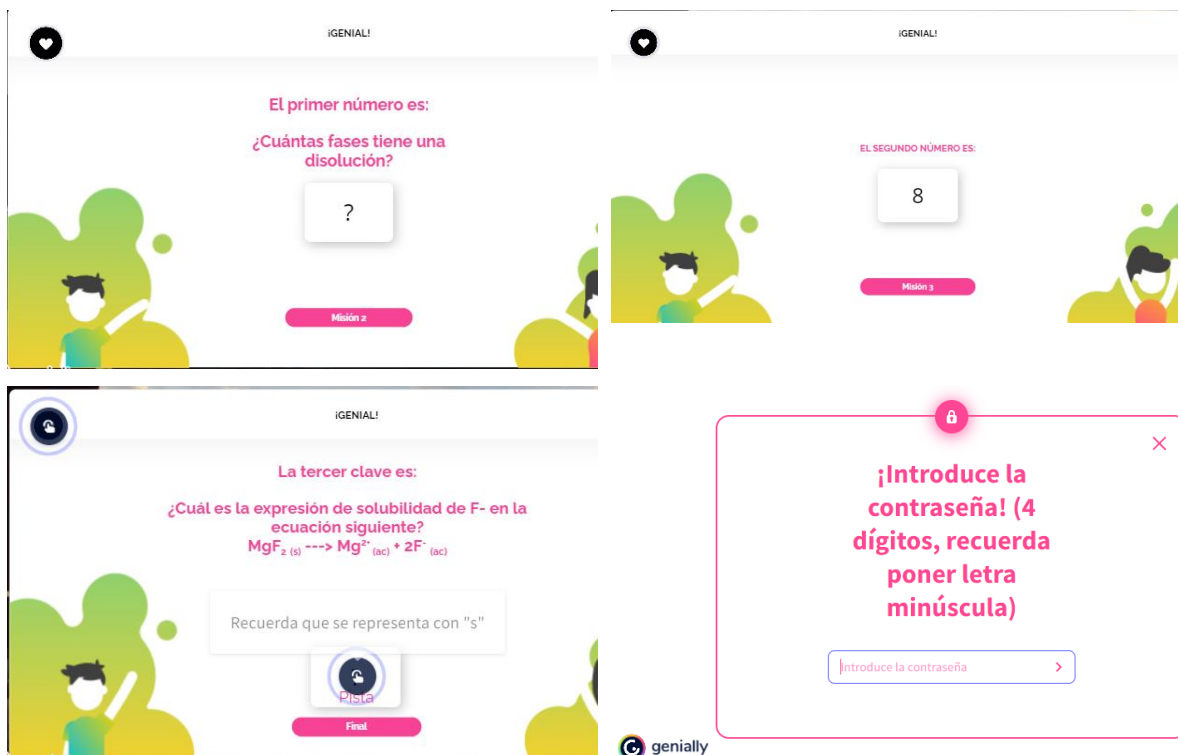 ¡GENIAL!
El primer número es:
¿Cuántas fases tiene una
disolución?
?
Misión 2
¡GENIAL!
EL SEGUNDO NÚMERO ES:
8
Misión 3
¡GENIAL!
La tercer clave es:
¿Cuál es la expresión de solubilidad de F- en la
ecuación siguiente?
MgF₂ (s) ---> Mg²⁺ (ac) + 2F⁻ (ac)
Recuerda que se representa con "s"
Pista
Final
¡Introduce la
contraseña! (4
dígitos, recuerda
poner letra
minúscula)
Introduce la contraseña
genially